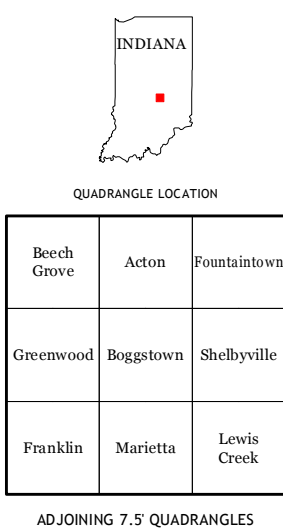 INDIANA
QUADRANGLE LOCATION
Beech
Grove
Acton
Fountaintown
Greenwood
Boggstown
Shelbyville
Franklin
Marietta
Lewis
Creek
ADJOINING 7.5' QUADRANGLES